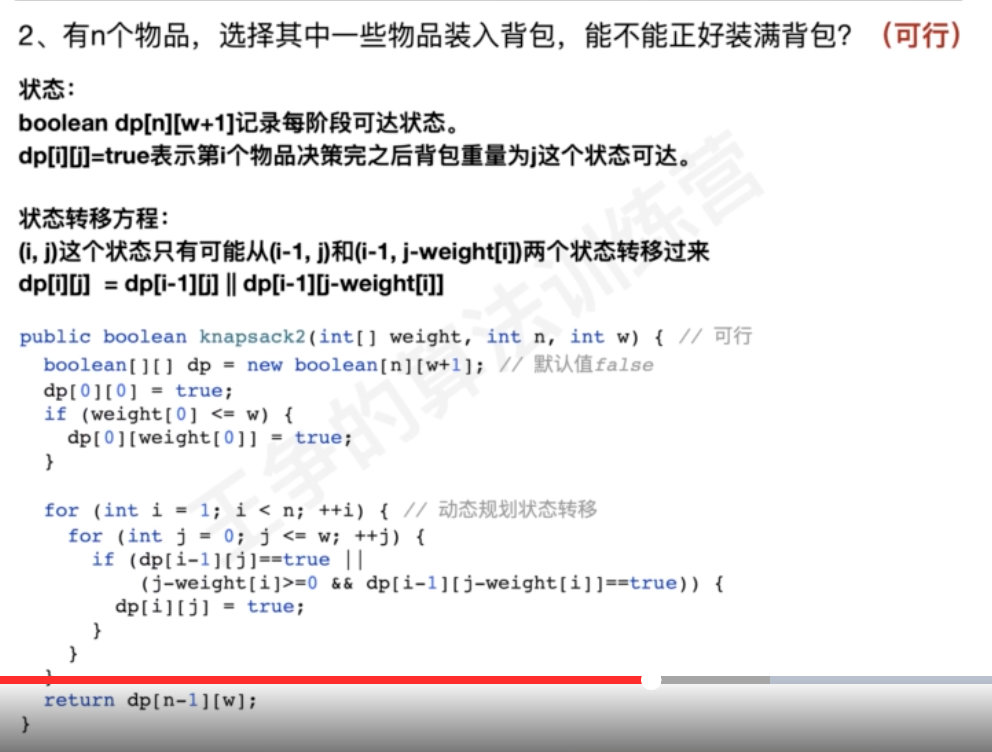 2、有n个物品，选择其中一些物品装入背包，能不能正好装满背包？（可行）
状态：
boolean dp[n][w+1]记录每阶段可达状态。
dp[i][j]=true表示第i个物品决策完之后背包重量为j这个状态可达。
状态转移方程：
(i, j)这个状态只有可能从(i-1, j)和(i-1, j-weight[i])两个状态转移过来
dp[i][j] = dp[i-1][j] || dp[i-1][j-weight[i]]
public boolean knapsack2(int[] weight, int n, int w) { // 可行
boolean[][] dp = new boolean[n][w+1]; // 默认值false
dp[0][0] = true;
if (weight[0] <= w) {
dp[0][weight[0]] = true;
}
for (int i = 1; i < n; ++i) { // 动态规划状态转移
for (int j = 0; j <= w; ++j) {
if (dp[i-1][j]==true ||
(j-weight[i]>=0 && dp[i-1][j-weight[i]]==true)) {
dp[i][j] = true;
}
}
}
return dp[n-1][w];
}
王争的算法训练营